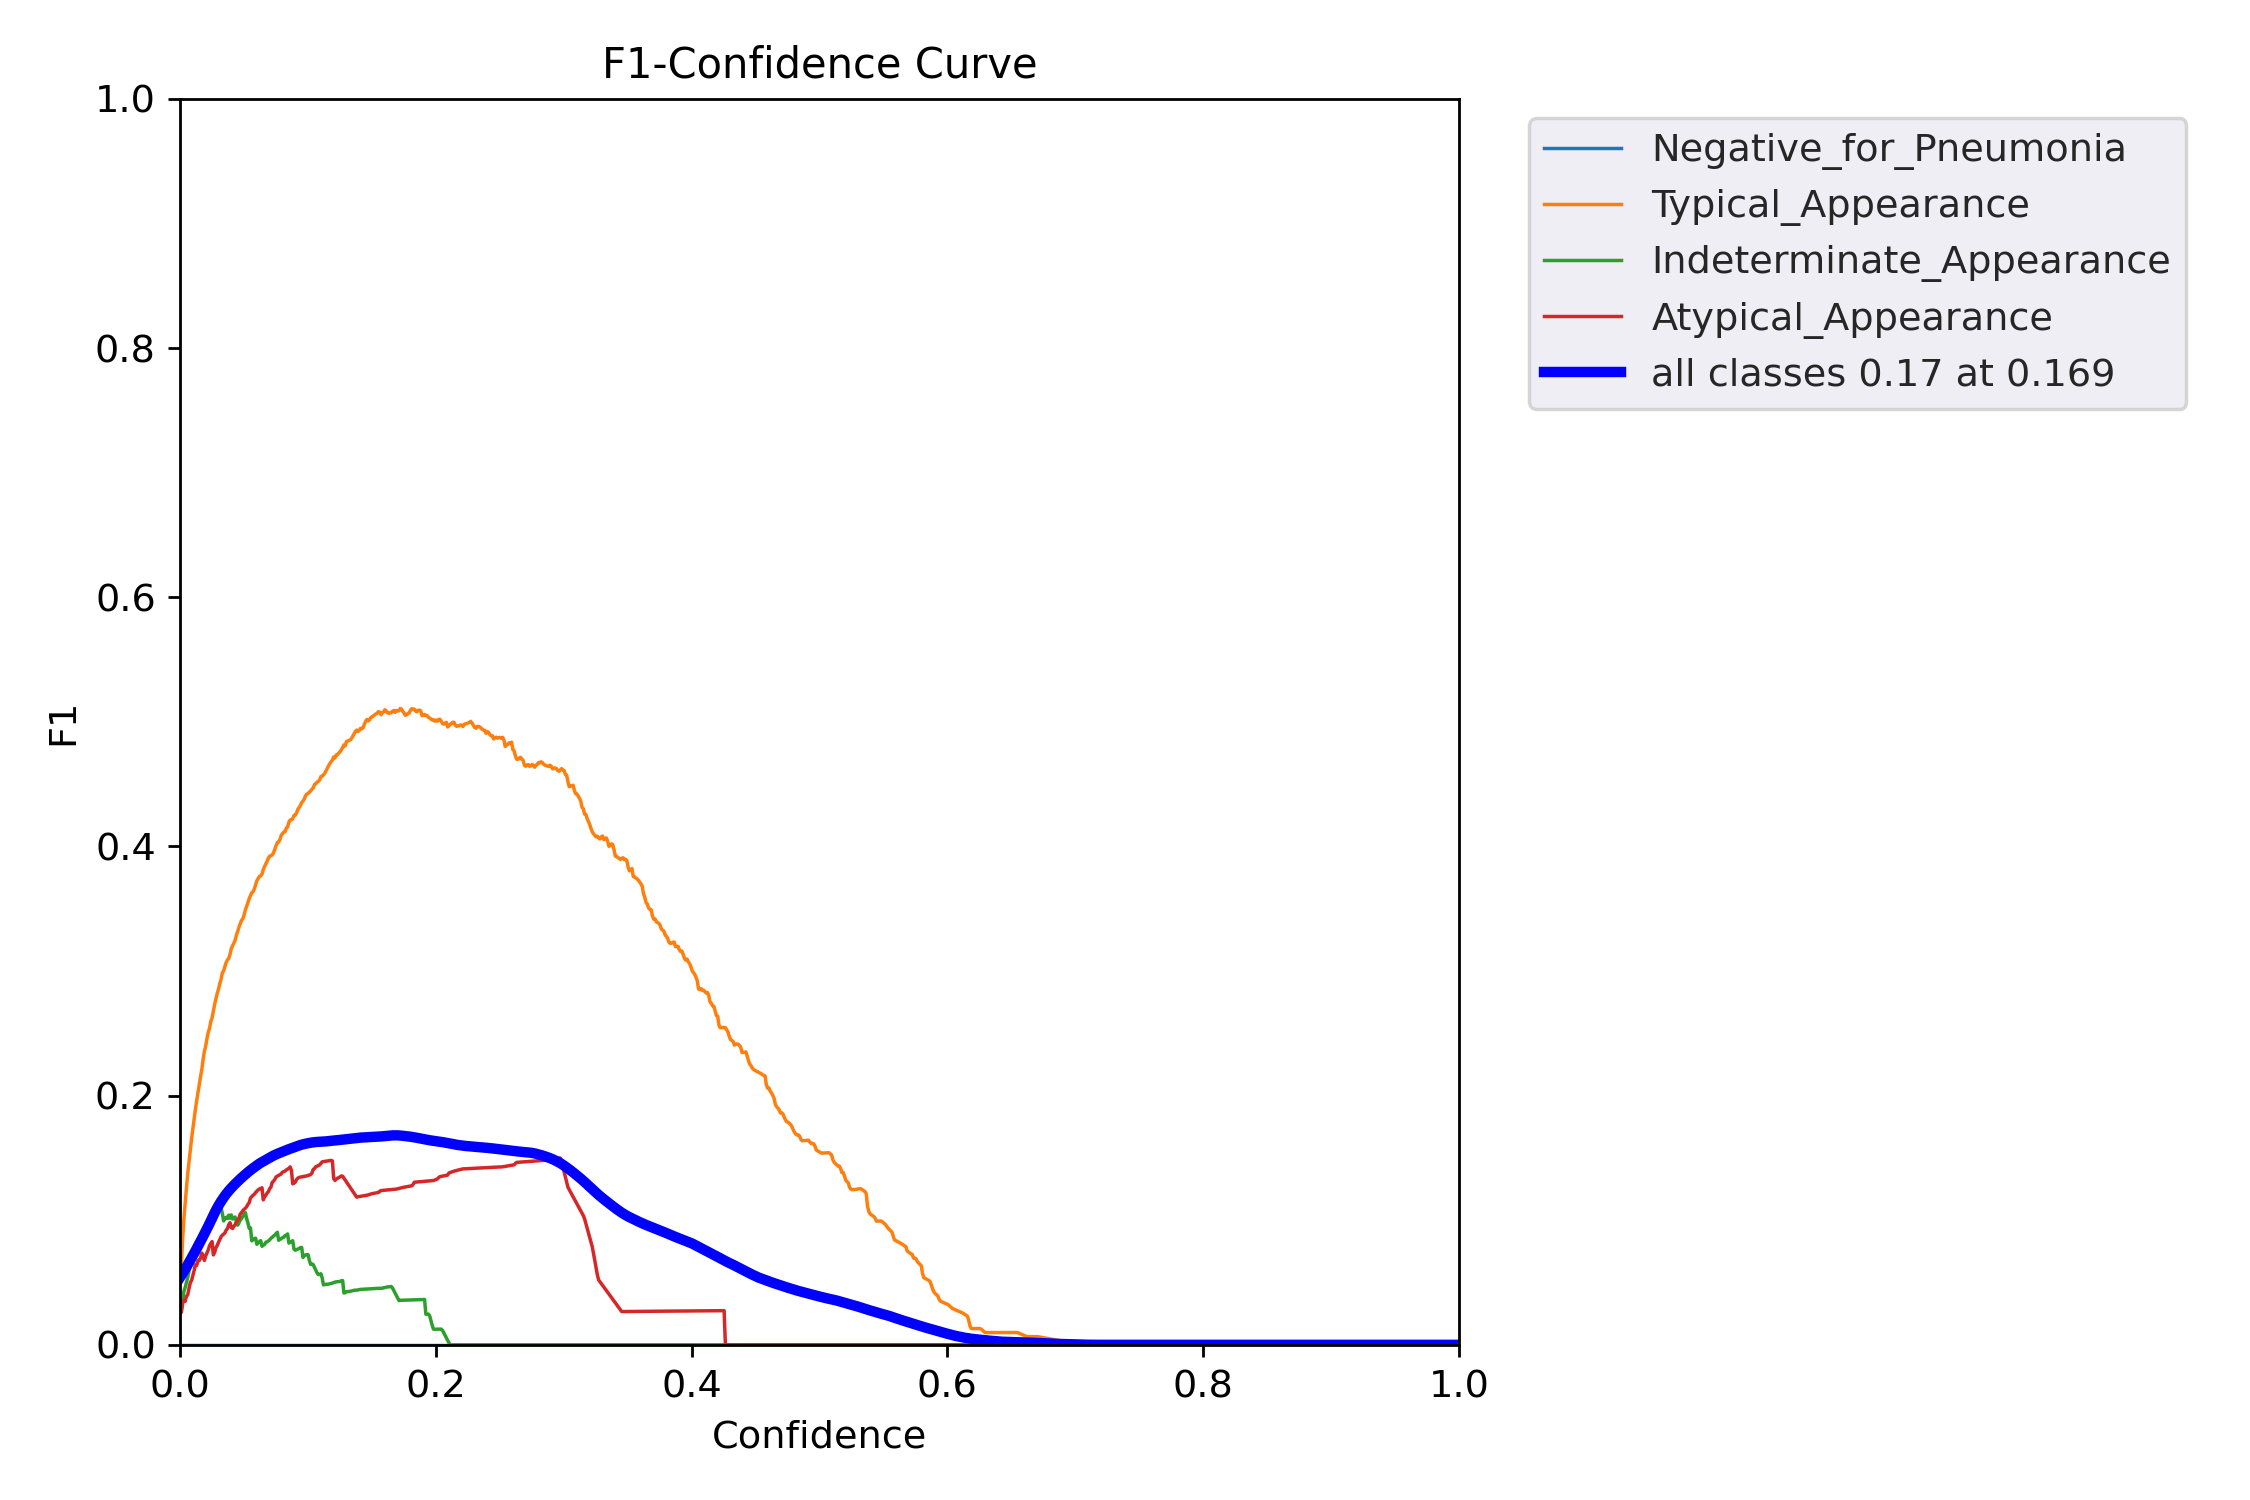 F1-Confidence Curve
1.0
0.8
0.6
0.4
0.2
0.0
F1
0.0 0.2 0.4 0.6 0.8 1.0
Confidence
Negative_for_Pneumonia
Typical_Appearance
Indeterminate_Appearance
Atypical_Appearance
all classes 0.17 at 0.169